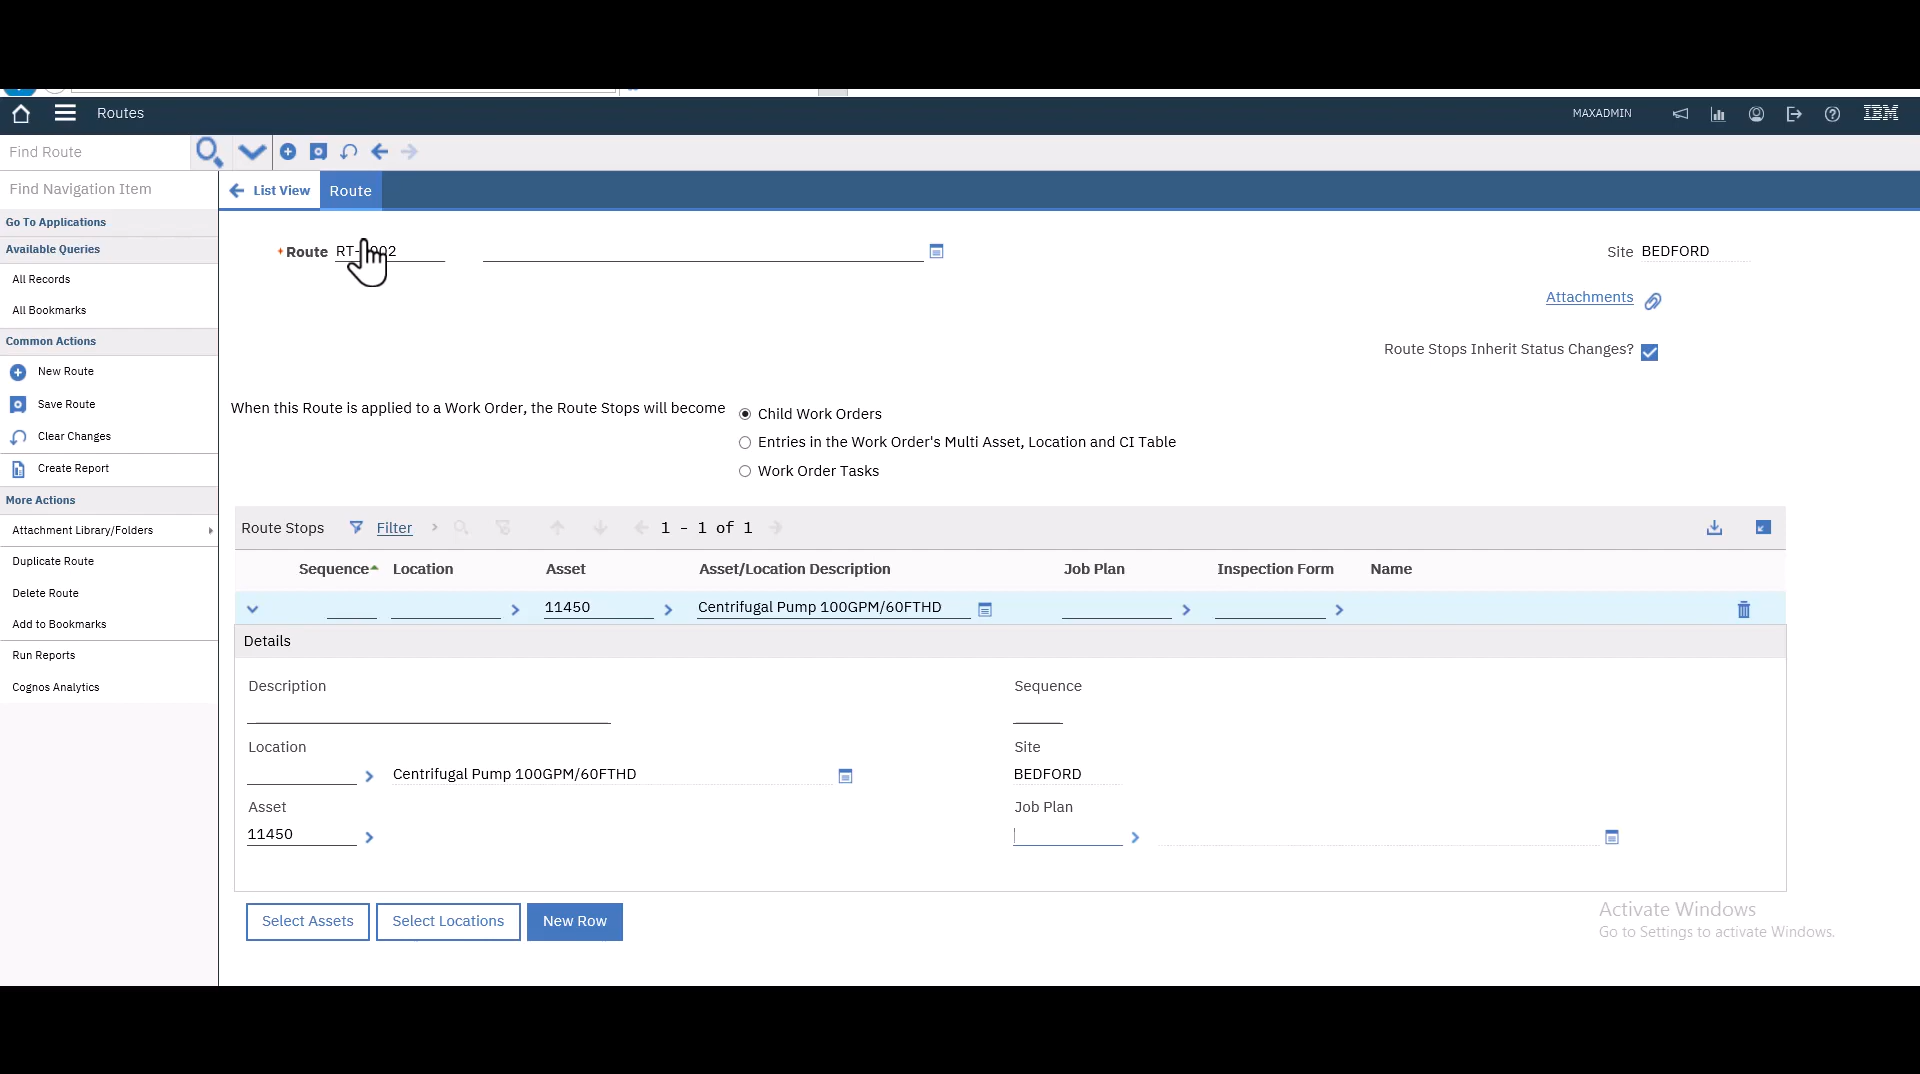 Routes
MAXADMIN
IBM
Find Route
Find Navigation Item
List View
Route
Go To Applications
Available Queries
All Records
All Bookmarks
Common Actions
New Route
Save Route
Clear Changes
Create Report
More Actions
Attachment Library/Folders
Duplicate Route
Delete Route
Add to Bookmarks
Run Reports
Cognos Analytics
Route
Site BEDFORD
Attachments
Route Stops Inherit Status Changes?
When this Route is applied to a Work Order, the Route Stops will become
Child Work Orders
Entries in the Work Order's Multi Asset, Location and CI Table
Work Order Tasks
Route Stops Filter 1 - 1 of 1
Sequence Location Asset Asset/Location Description Job Plan Inspection Form Name
11450 Centrifugal Pump 100GPM/60FTHD
Details
Description Sequence
Location Site
Centrifugal Pump 100GPM/60FTHD BEDFORD
Asset Job Plan
11450
Select Assets Select Locations New Row
Activate Windows
Go to Settings to activate Windows.